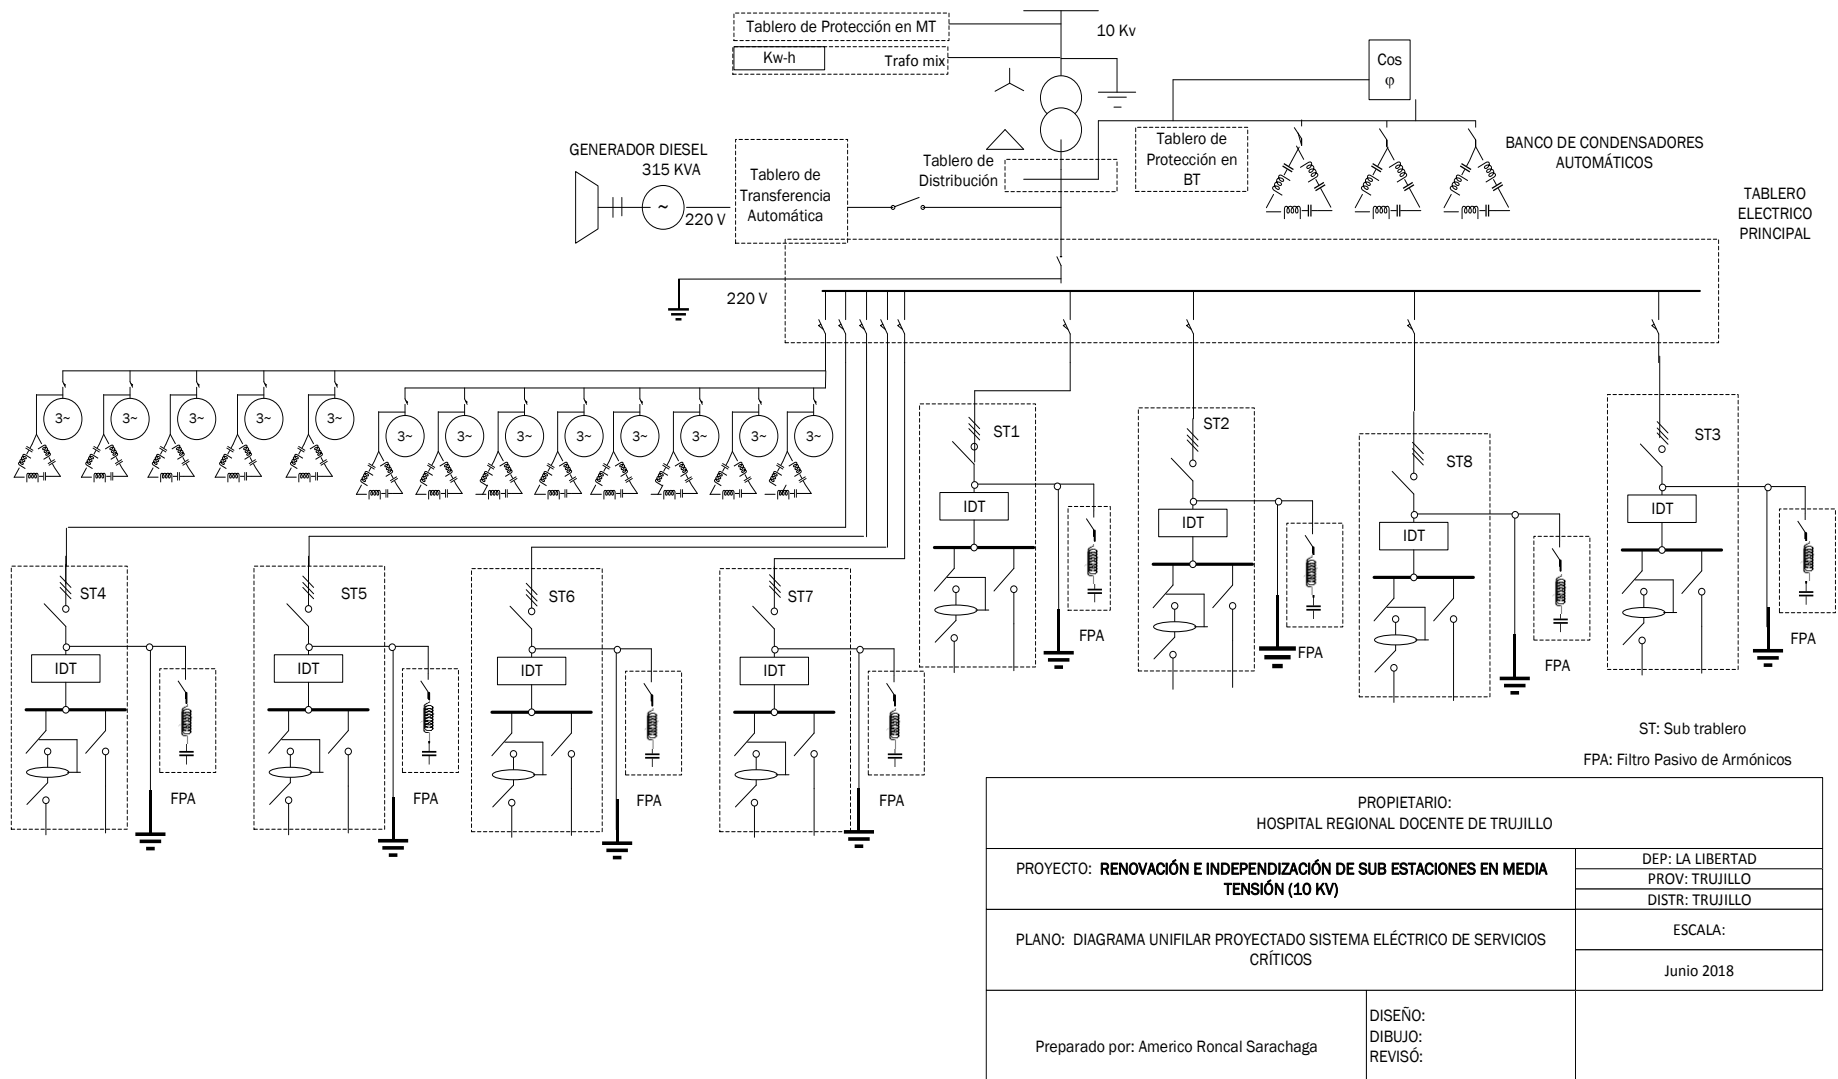 Tablero de Protección en MT
10 Kv
Kw-h
Trafo mix
Cos
φ
GENERADOR DIESEL
315 KVA
~
220 V
Tablero de
Transferencia
Automática
Tablero de
Distribución
Tablero de
Protección en
BT
BANCO DE CONDENSADORES
AUTOMÁTICOS
TABLERO
ELECTRICO
PRINCIPAL
220 V
3~
3~
3~
3~
3~
3~
3~
3~
3~
3~
3~
3~
3~
ST1
IDT
FPA
ST2
IDT
FPA
ST8
IDT
FPA
ST3
IDT
FPA
ST4
IDT
FPA
ST5
IDT
FPA
ST6
IDT
FPA
ST7
IDT
FPA
ST: Sub trablero
FPA: Filtro Pasivo de Armónicos
PROPIETARIO:
HOSPITAL REGIONAL DOCENTE DE TRUJILLO
PROYECTO: RENOVACIÓN E INDEPENDIZACIÓN DE SUB ESTACIONES EN MEDIA
TENSIÓN (10 KV)
DEP: LA LIBERTAD
PROV: TRUJILLO
DISTR: TRUJILLO
PLANO: DIAGRAMA UNIFILAR PROYECTADO SISTEMA ELÉCTRICO DE SERVICIOS
CRÍTICOS
ESCALA:
Junio 2018
Preparado por: Americo Roncal Sarachaga
DISEÑO:
DIBUJO:
REVISÓ: